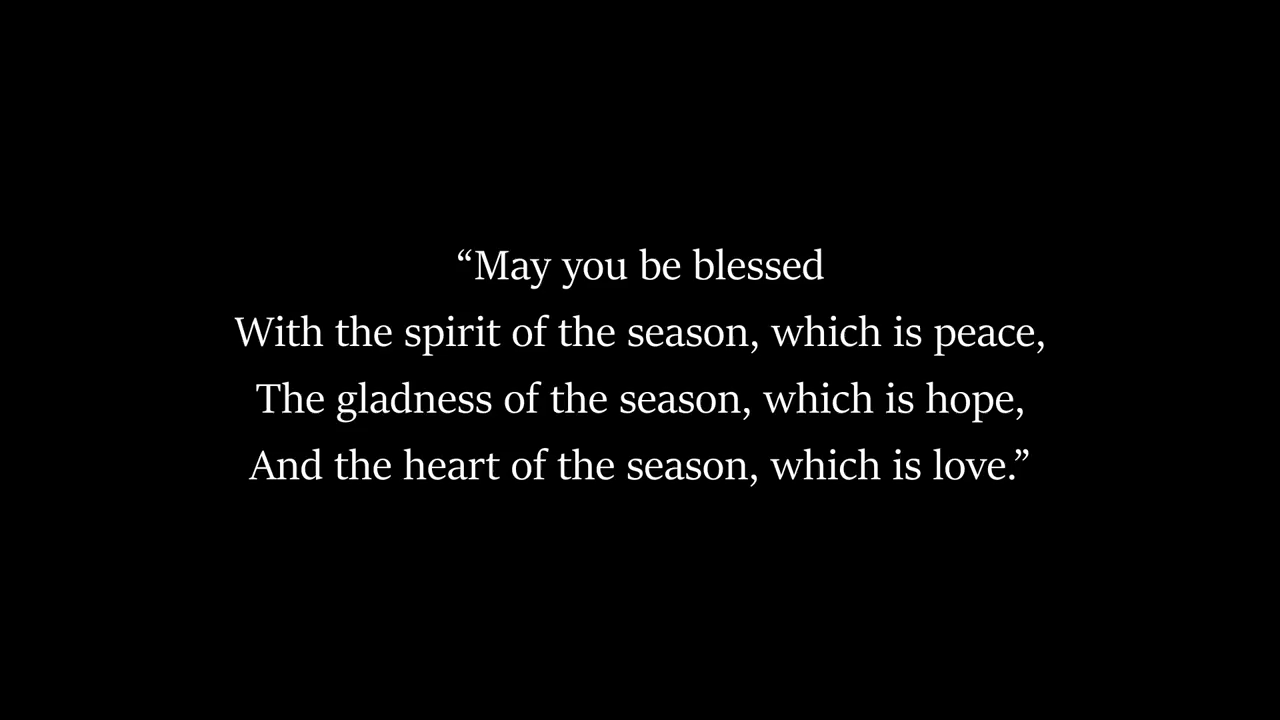 “May you be blessed
With the spirit of the season, which is peace,
The gladness of the season, which is hope,
And the heart of the season, which is love.”